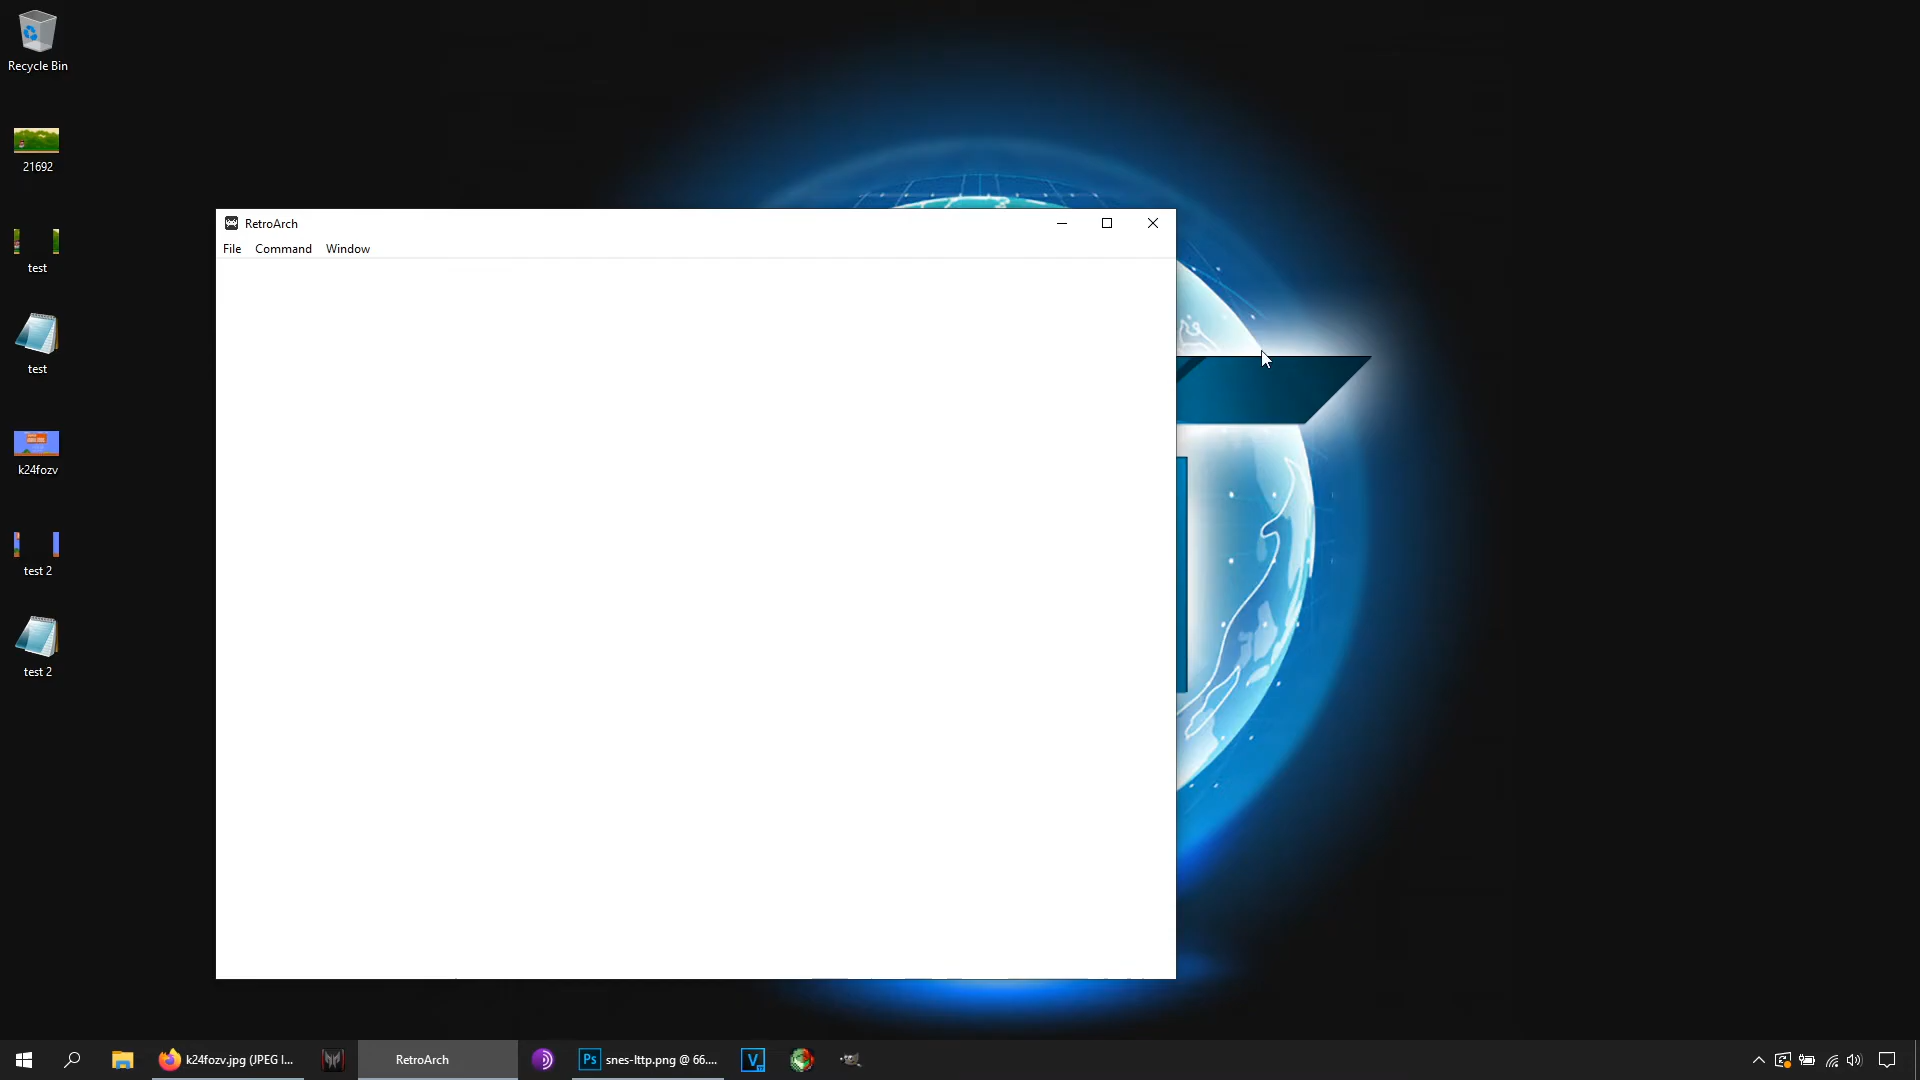 Recycle Bin
21692
test
test
k24fozv
test 2
test 2
RetroArch
File Command Window
k24fozv.jpg (JPEG I...
RetroArch
Ps
snes-lttp.png @ 66....
V